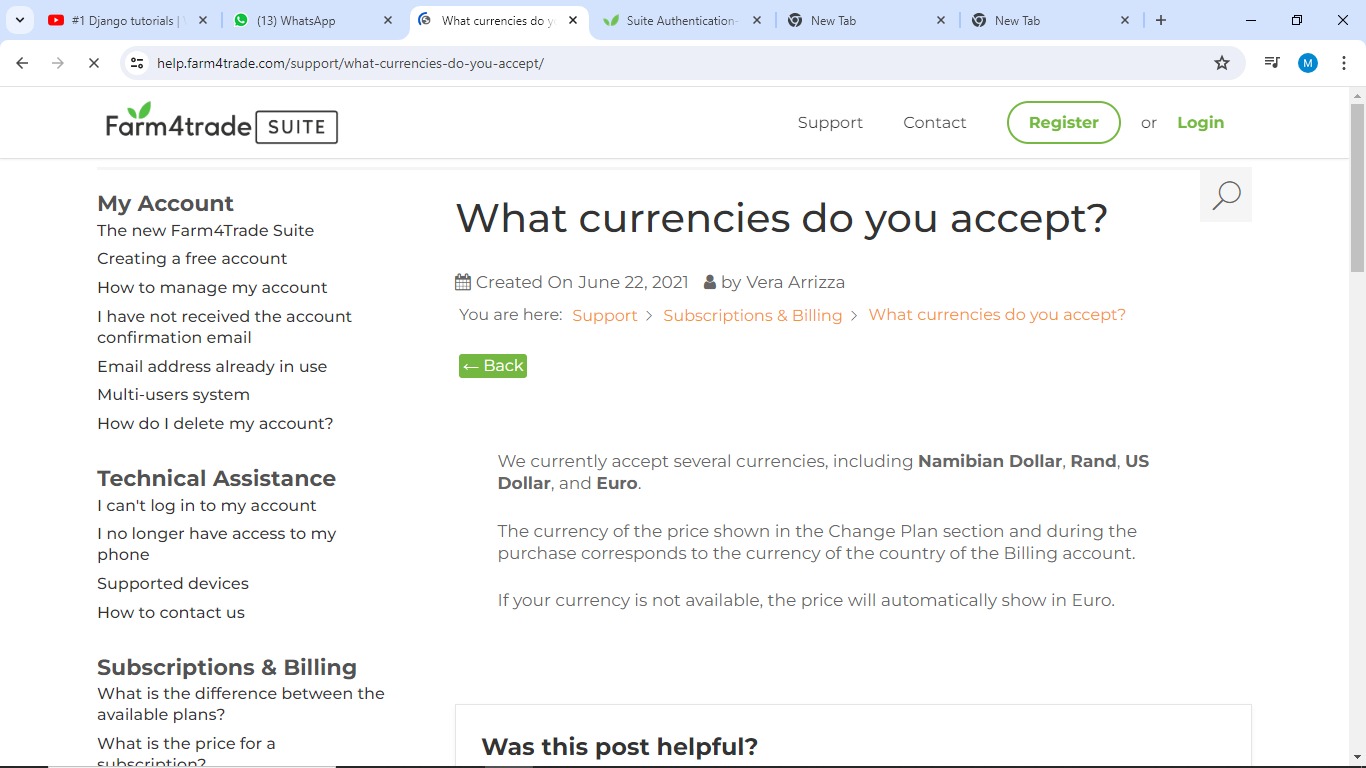 #1 Django tutorials |
(13) WhatsApp
What currencies do y
Suite Authentication
New Tab
New Tab
help.farm4trade.com/support/what-currencies-do-you-accept/
M
Farm4trade SUITE
Support
Contact
Register
or
Login
My Account
The new Farm4Trade Suite
Creating a free account
How to manage my account
I have not received the account
confirmation email
Email address already in use
Multi-users system
How do I delete my account?
Technical Assistance
I can't log in to my account
I no longer have access to my
phone
Supported devices
How to contact us
Subscriptions & Billing
What is the difference between the
available plans?
What is the price for a
subscription?
What currencies do you accept?
Created On June 22, 2021 by Vera Arrizza
You are here: Support > Subscriptions & Billing > What currencies do you accept?
← Back
We currently accept several currencies, including Namibian Dollar, Rand, US
Dollar, and Euro.
The currency of the price shown in the Change Plan section and during the
purchase corresponds to the currency of the country of the Billing account.
If your currency is not available, the price will automatically show in Euro.
Was this post helpful?